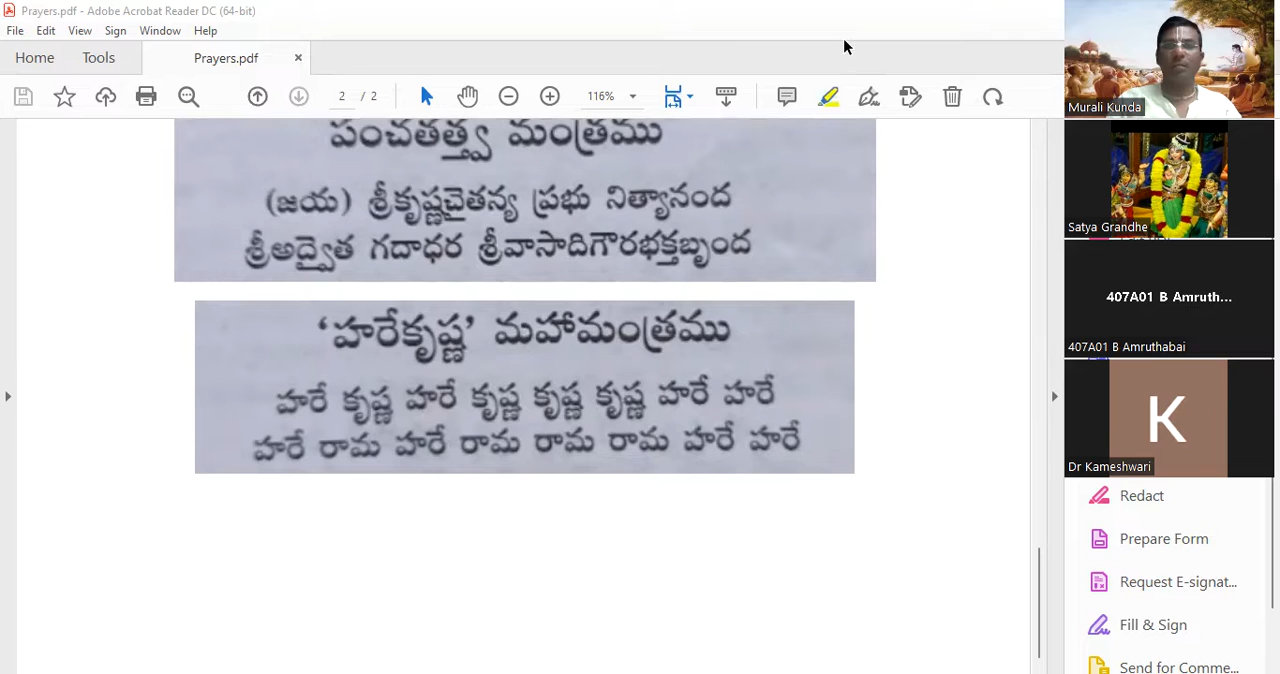 Prayers.pdf - Adobe Acrobat Reader DC (64-bit)
File Edit View Sign Window Help
Home Tools Prayers.pdf ×
2 / 2 116%
పంచతత్త్వ మంత్రము
(జయ) శ్రీకృష్ణచైతన్య ప్రభు నిత్యానంద
శ్రీఅద్వైత గదాధర శ్రీవాసాదిగౌరభక్తబృంద
‘హరేకృష్ణ’ మహామంత్రము
హరే కృష్ణ హరే కృష్ణ కృష్ణ కృష్ణ హరే హరే
హరే రామ హరే రామ రామ రామ హరే హరే
Murali Kunda
Satya Grandhe
407A01 B Amruth...
407A01 B Amruthabai
K
Dr Kameshwari
Redact
Prepare Form
Request E-signat...
Fill & Sign
Send for Comme...